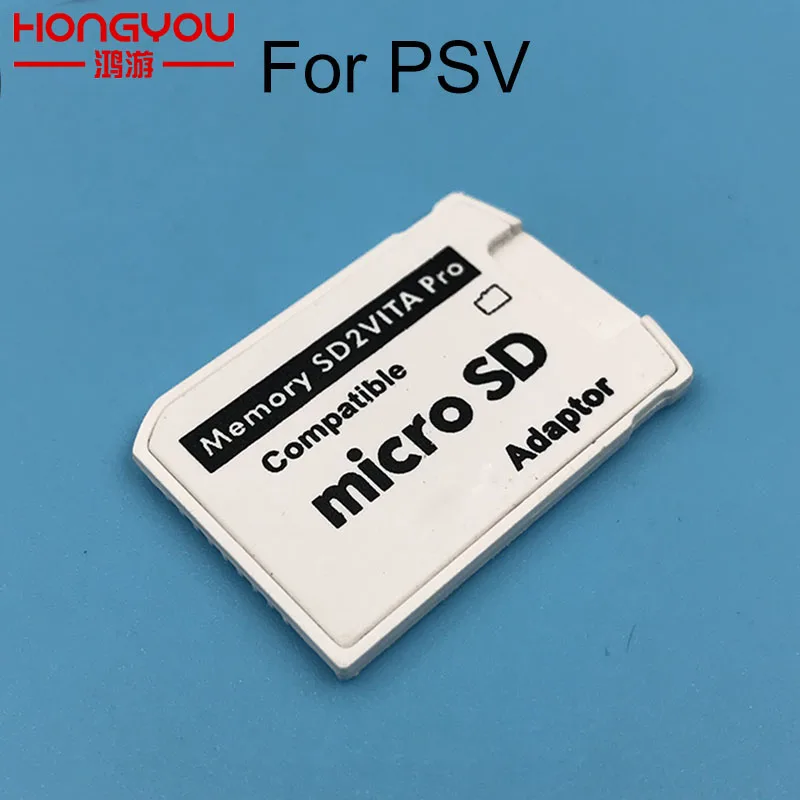 HONGYOU
鸿游
For PSV
Memory SD2VITA Pro
Compatible
micro SD
Adaptor